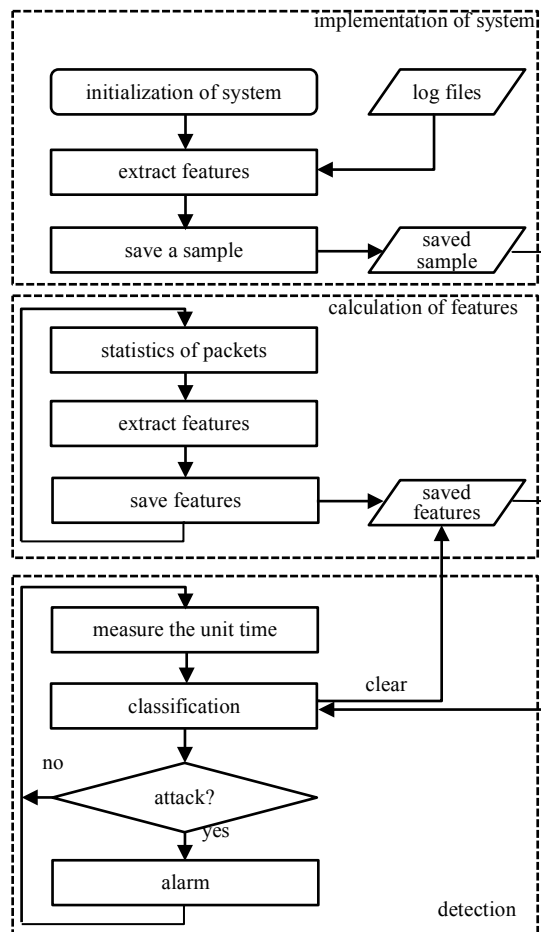 implementation of system
initialization of system
log files
extract features
save a sample
saved
sample
calculation of features
statistics of packets
extract features
save features
saved
features
measure the unit time
clear
classification
no
attack?
yes
alarm
detection